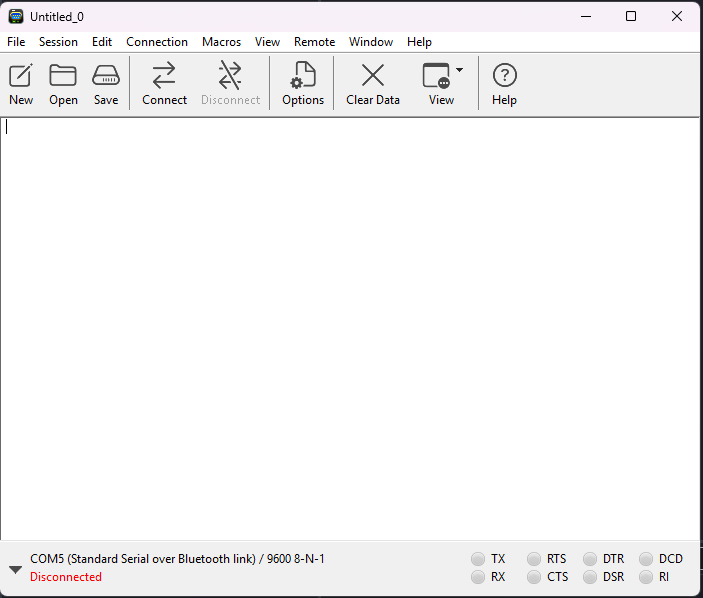 Untitled_0
File Session Edit Connection Macros View Remote Window Help
New Open Save Connect Disconnect Options Clear Data View Help
COM5 (Standard Serial over Bluetooth link) / 9600 8-N-1
Disconnected
TX RTS DTR DCD
RX CTS DSR RI